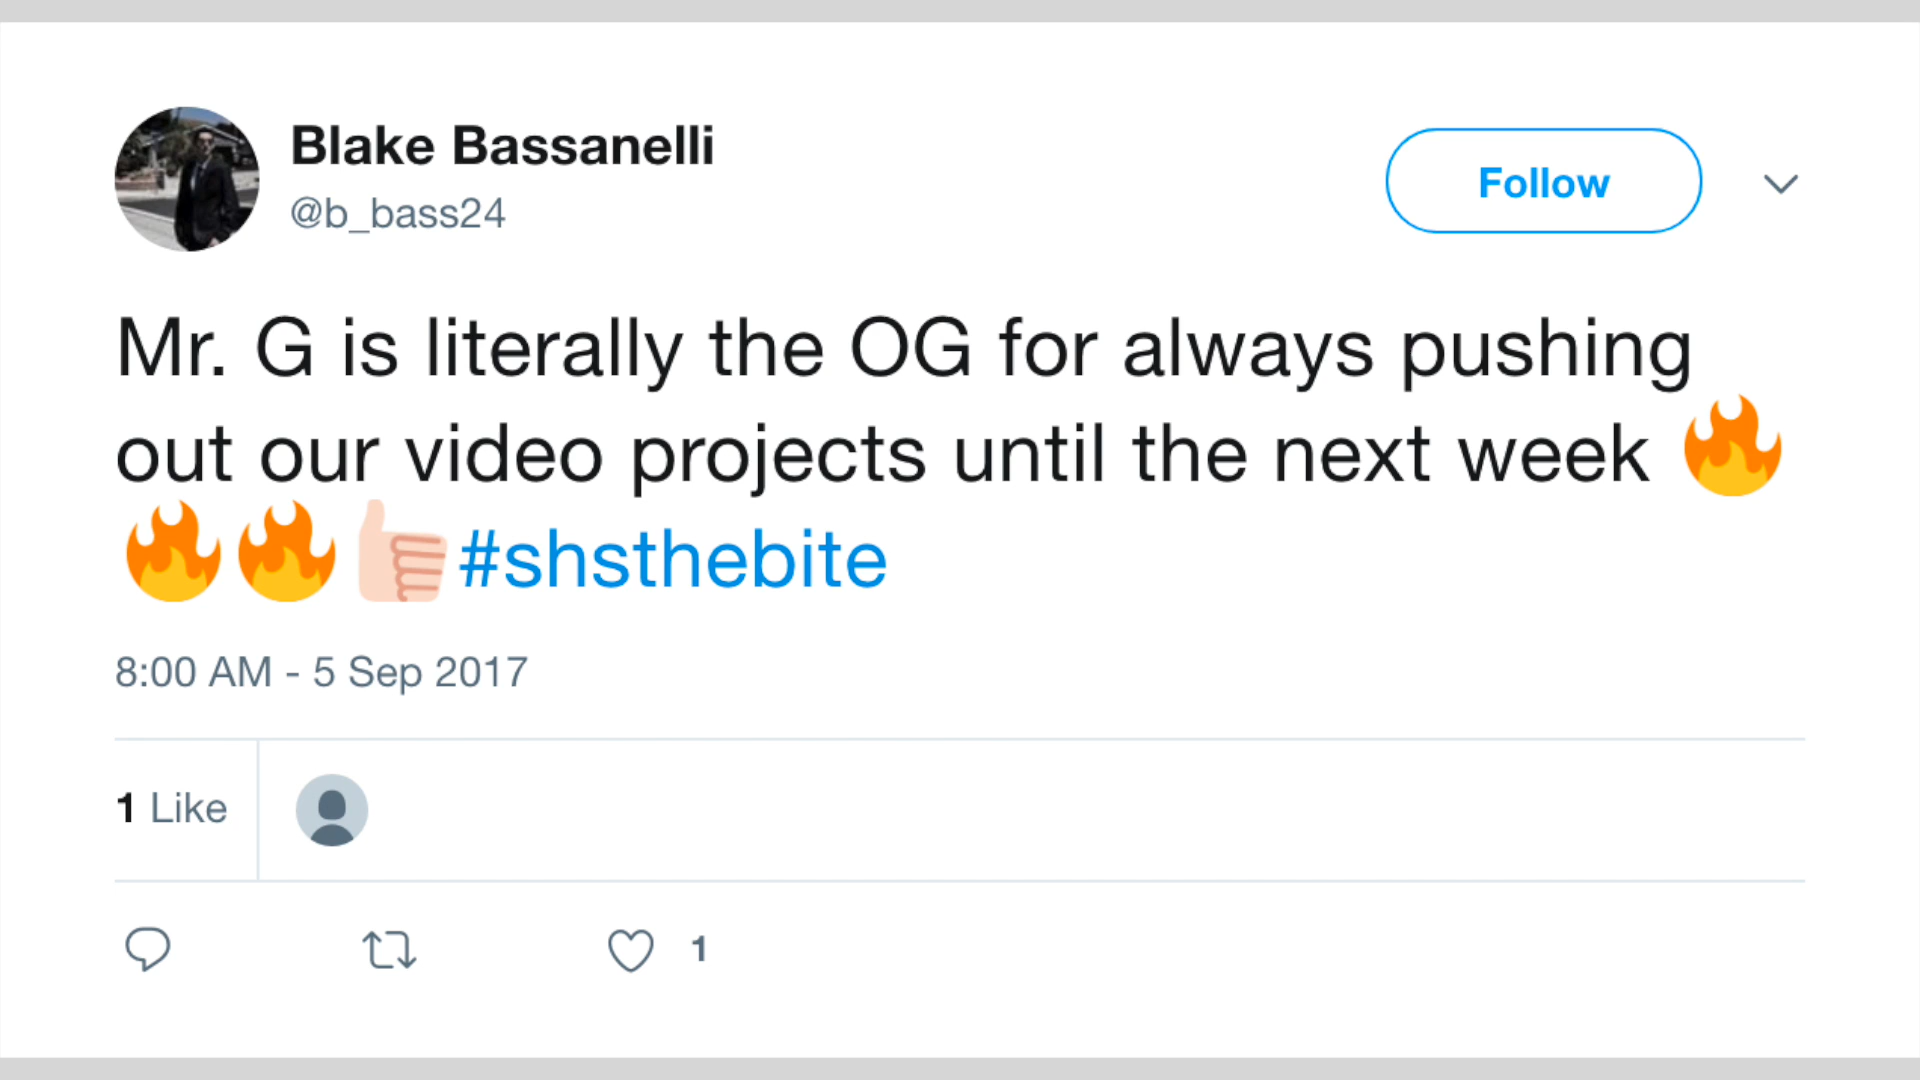 Blake Bassanelli
@b_bass24
Follow
Mr. G is literally the OG for always pushing
out our video projects until the next week 🔥
🔥🔥👍🏻#shsthebite
8:00 AM - 5 Sep 2017
1 Like
1